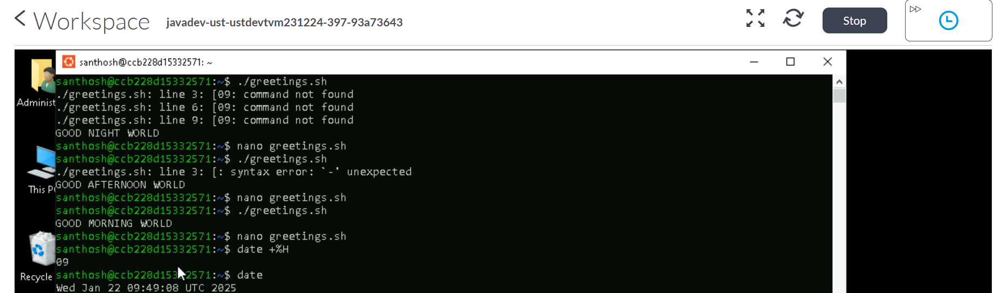 Workspace
javadev-ust-ustdevtvm231224-397-93a73643
Stop
santhosh@ccb228d15332571: ~
santhosh@ccb228d15332571:~$ ./greetings.sh
./greetings.sh: line 3: [09: command not found
./greetings.sh: line 6: [09: command not found
./greetings.sh: line 9: [09: command not found
GOOD NIGHT WORLD
santhosh@ccb228d15332571:~$ nano greetings.sh
santhosh@ccb228d15332571:~$ ./greetings.sh
./greetings.sh: line 3: [: syntax error: `-' unexpected
GOOD AFTERNOON WORLD
santhosh@ccb228d15332571:~$ nano greetings.sh
santhosh@ccb228d15332571:~$ ./greetings.sh
GOOD MORNING WORLD
santhosh@ccb228d15332571:~$ nano greetings.sh
santhosh@ccb228d15332571:~$ date +%H
09
santhosh@ccb228d15332571:~$ date
Wed Jan 22 09:49:08 UTC 2025
Administ
This P
Recycle